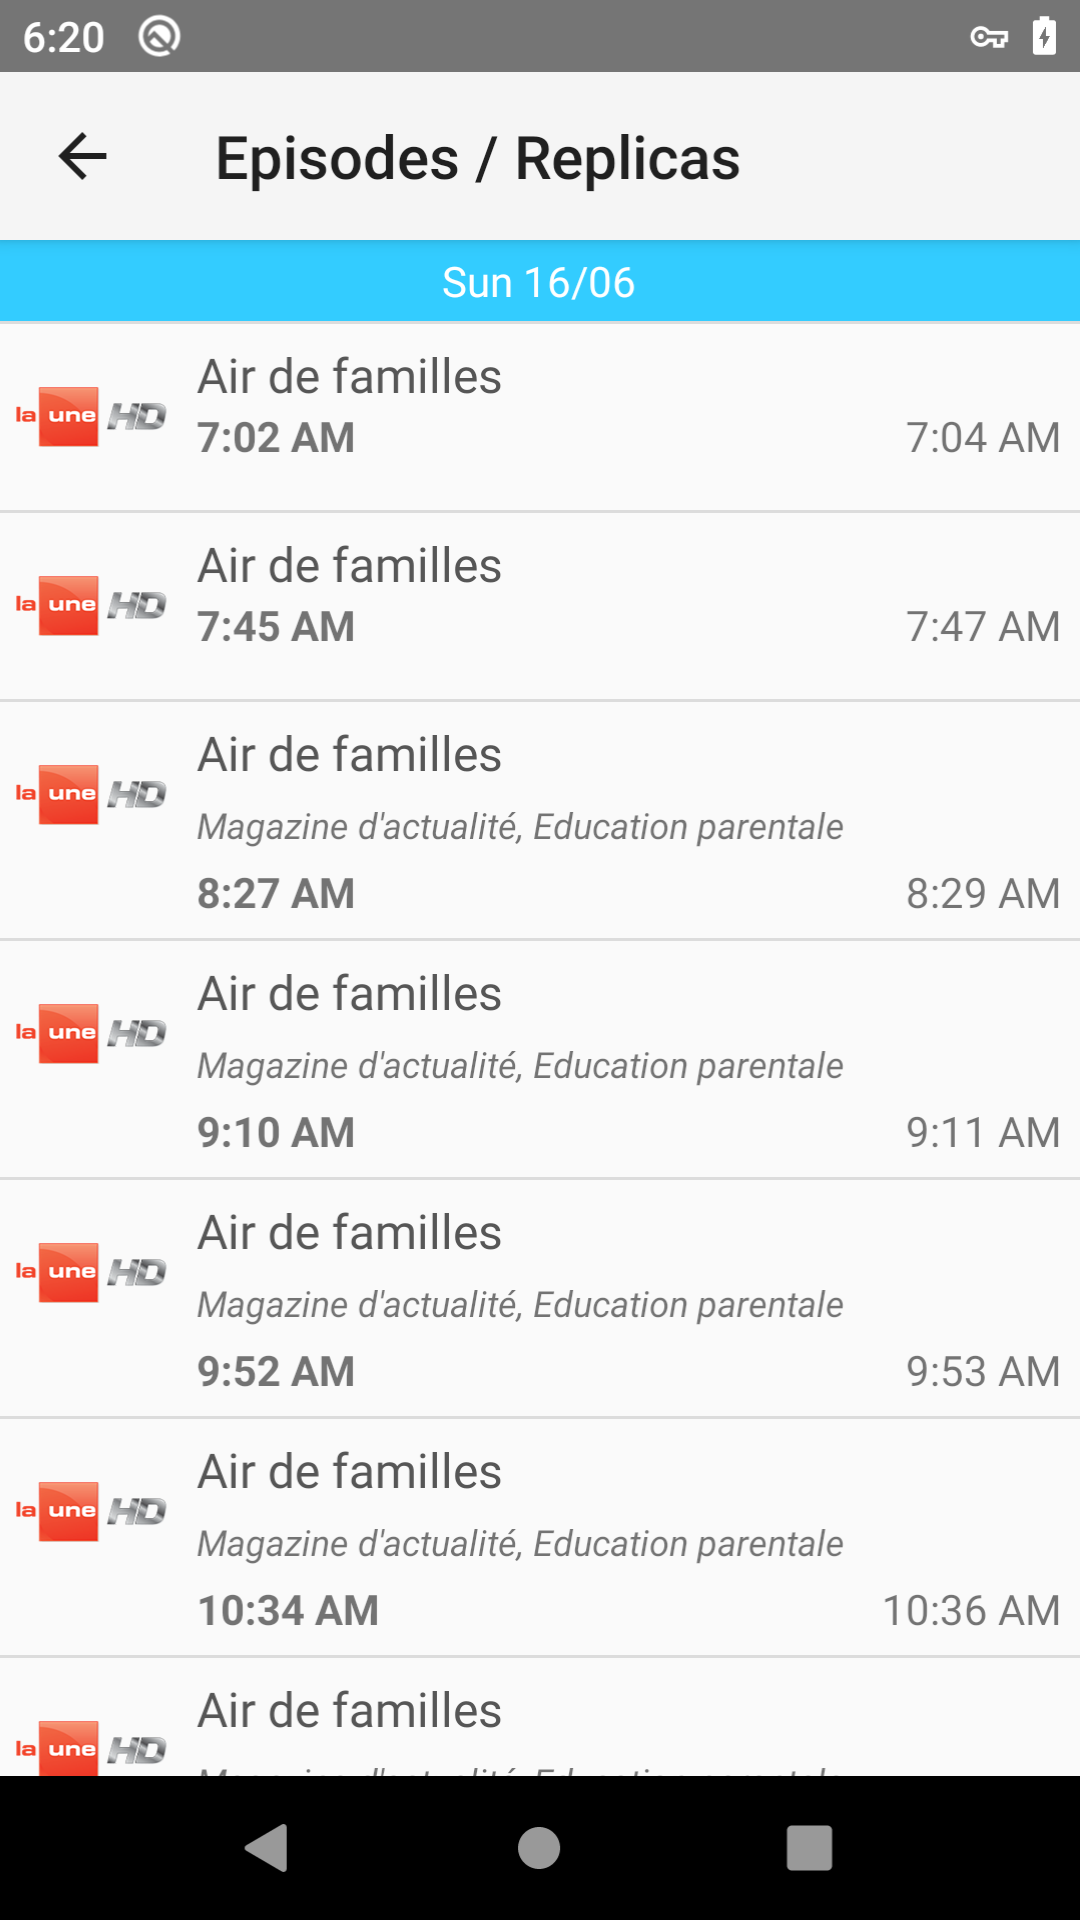 6:20
Episodes / Replicas
Sun 16/06
Air de familles
la une HD
7:02 AM 7:04 AM
Air de familles
la une HD
7:45 AM 7:47 AM
Air de familles
la une HD
Magazine d'actualité, Education parentale
8:27 AM 8:29 AM
Air de familles
la une HD
Magazine d'actualité, Education parentale
9:10 AM 9:11 AM
Air de familles
la une HD
Magazine d'actualité, Education parentale
9:52 AM 9:53 AM
Air de familles
la une HD
Magazine d'actualité, Education parentale
10:34 AM 10:36 AM
Air de familles
la une HD